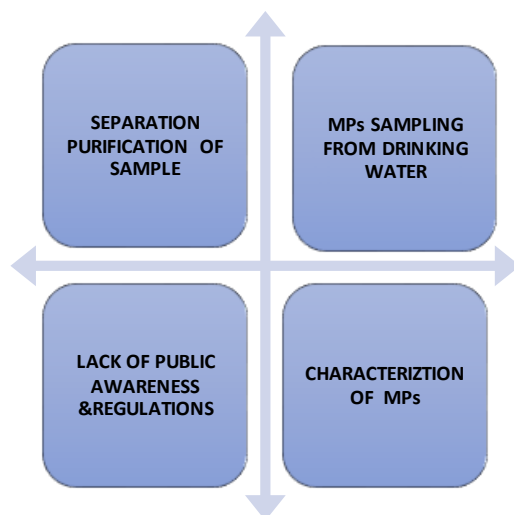 SEPARATION
PURIFICATION OF
SAMPLE
MPs SAMPLING
FROM DRINKING
WATER
LACK OF PUBLIC
AWARENESS
&REGULATIONS
CHARACTERIZTION
OF MPs